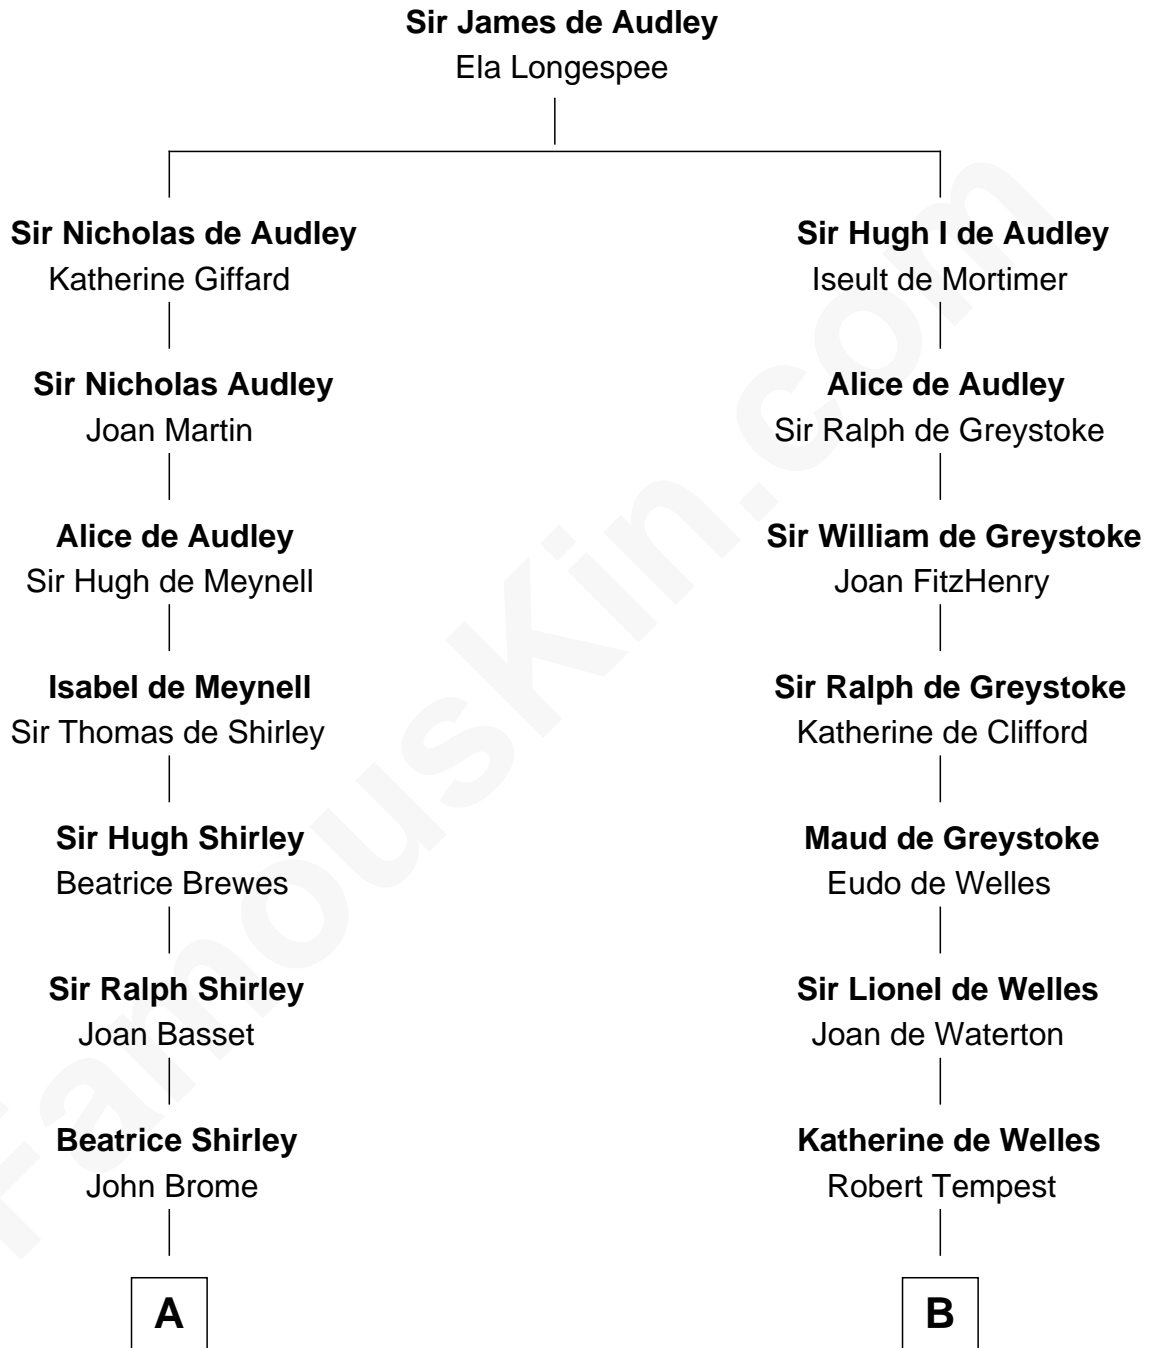 Sir James de Audley
Ela Longespee
Sir Nicholas de Audley
Katherine Giffard
Sir Hugh I de Audley
Iseult de Mortimer
Sir Nicholas Audley
Joan Martin
Alice de Audley
Sir Ralph de Greystoke
Alice de Audley
Sir Hugh de Meynell
Sir William de Greystoke
Joan FitzHenry
Isabel de Meynell
Sir Thomas de Shirley
Sir Ralph de Greystoke
Katherine de Clifford
Sir Hugh Shirley
Beatrice Brewes
Maud de Greystoke
Eudo de Welles
Sir Ralph Shirley
Joan Basset
Sir Lionel de Welles
Joan de Waterton
Beatrice Shirley
John Brome
Katherine de Welles
Robert Tempest
A
B
FamousKin.com